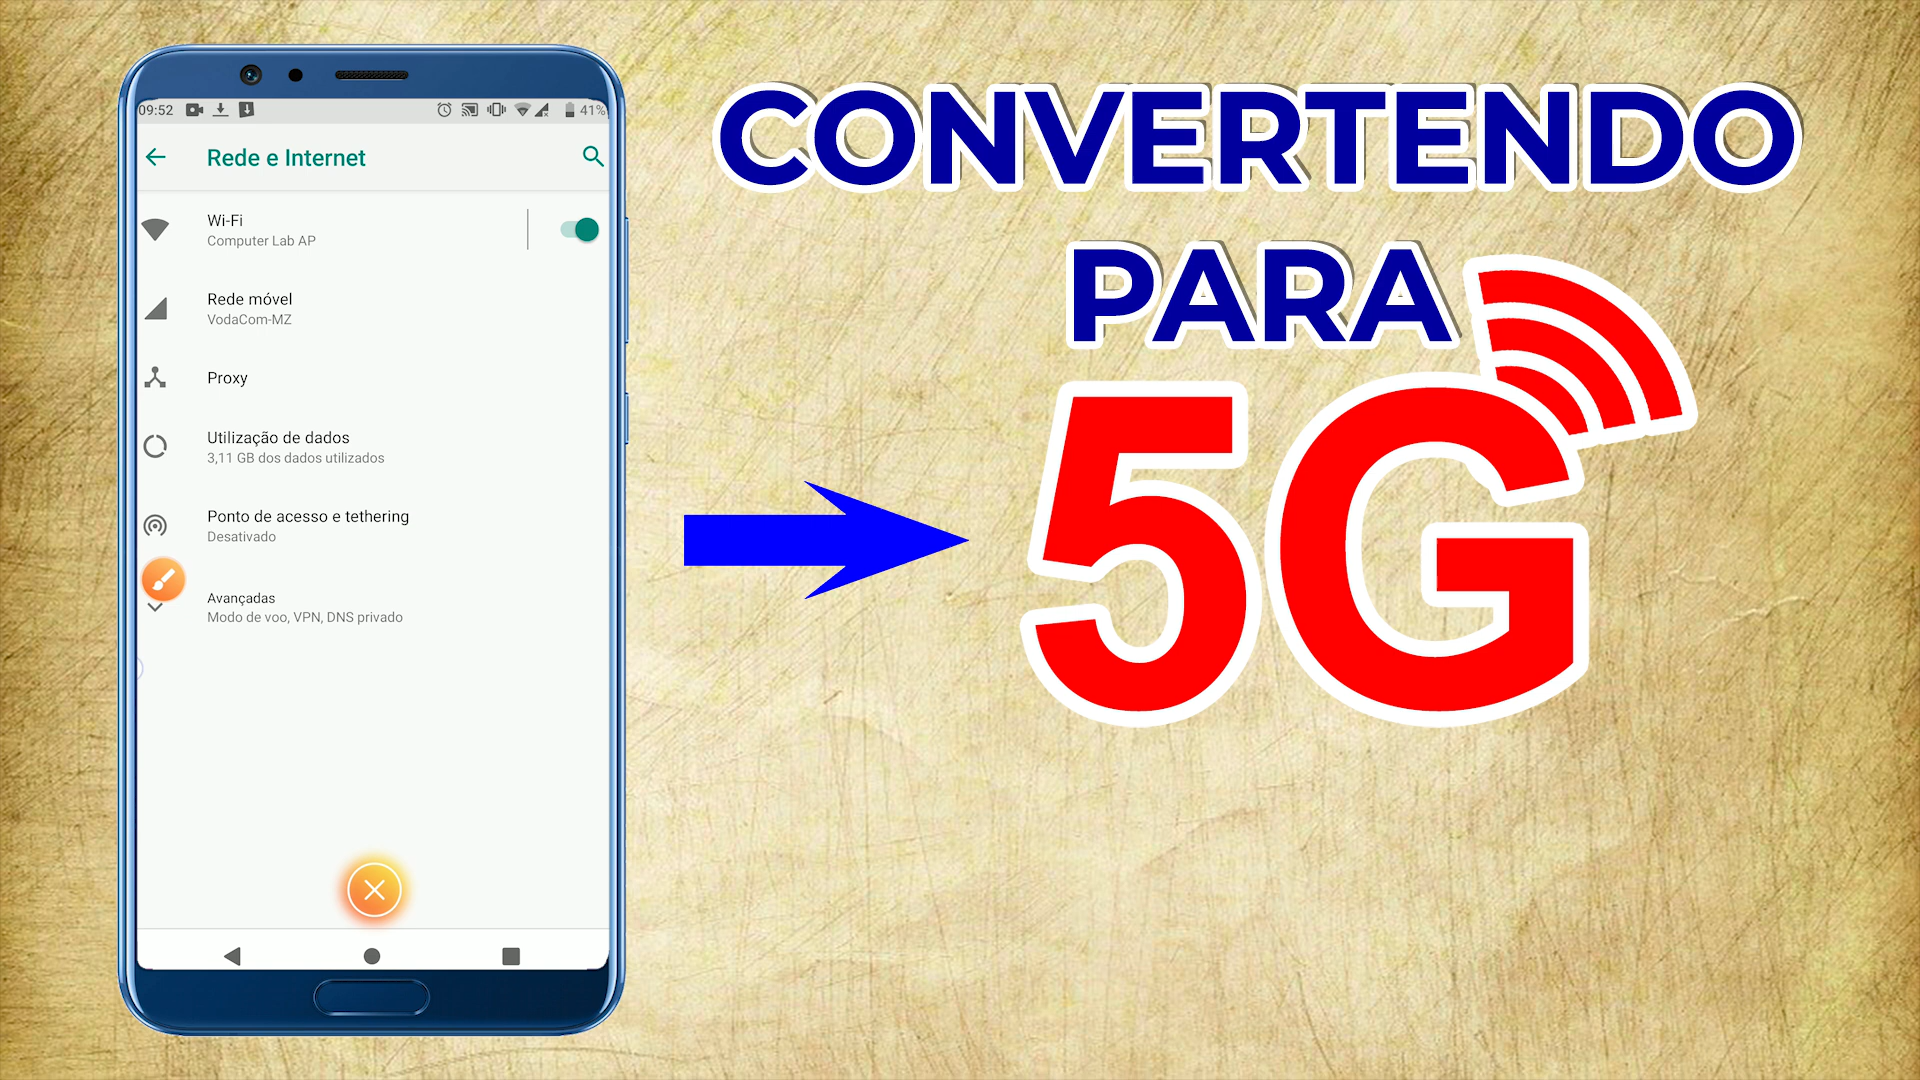 09:52
41%
Rede e Internet
Wi-Fi
Computer Lab AP
Rede móvel
VodaCom-MZ
Proxy
Utilização de dados
3,11 GB dos dados utilizados
Ponto de acesso e tethering
Desativado
Avançadas
Modo de voo, VPN, DNS privado
CONVERTENDO
PARA
5G